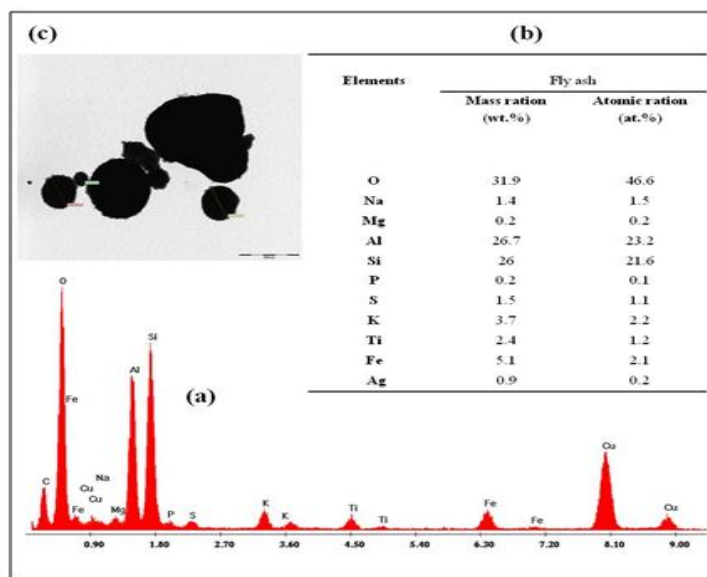 (c)
(b)
Elements
Fly ash
Mass ration
(wt.%)
Atomic ration
(at.%)
O 31.9 46.6
Na 1.4 1.5
Mg 0.2 0.2
Al 26.7 23.2
Si 26 21.6
P 0.2 0.1
S 1.5 1.1
K 3.7 2.2
Ti 2.4 1.2
Fe 5.1 2.1
Ag 0.9 0.2
(a)
O
Si
Al
Fe
C
Cu
Cu
Na
Fe
Mg
P
S
K
K
Ti
Ti
Fe
Fe
Cu
Cu
0.90 1.80 2.70 3.60 4.50 5.40 6.30 7.20 8.10 9.00